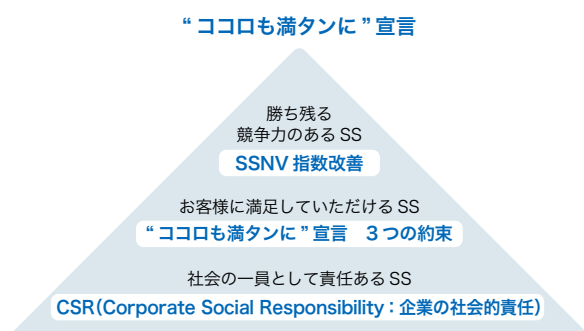 “ココロも満タンに”宣言
勝ち残る
競争力のある SS
SSNV 指数改善
お客様に満足していただける SS
“ココロも満タンに”宣言　３つの約束
社会の一員として責任ある SS
CSR（Corporate Social Responsibility：企業の社会的責任）